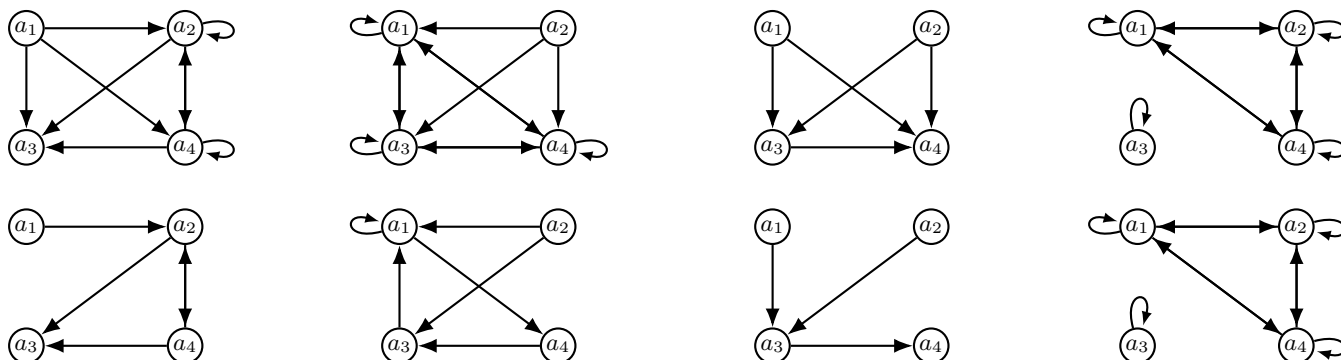 a₁ a₂ a₁ a₂ a₁ a₂ a₁ a₂
a₃ a₄ a₃ a₄ a₃ a₄ a₃ a₄
a₁ a₂ a₁ a₂ a₁ a₂ a₁ a₂
a₃ a₄ a₃ a₄ a₃ a₄ a₃ a₄